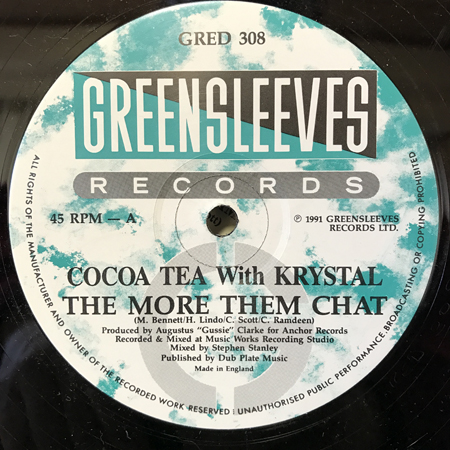 GRED 308
GREENSLEEVES
RECORDS
45 RPM — A
℗ 1991 GREENSLEEVES
RECORDS LTD.
COCOA TEA With KRYSTAL
THE MORE THEM CHAT
(M. Bennett/H. Lindo/C. Scott/C. Ramdeen)
Produced by Augustus "Gussie" Clarke for Anchor Records
Recorded & Mixed at Music Works Recording Studio
Mixed by Stephen Stanley
Published by Dub Plate Music
Made in England
ALL RIGHTS OF THE MANUFACTURER AND OWNER OF THE RECORDED WORK RESERVED. UNAUTHORISED PUBLIC PERFORMANCE, BROADCASTING OR COPYING PROHIBITED